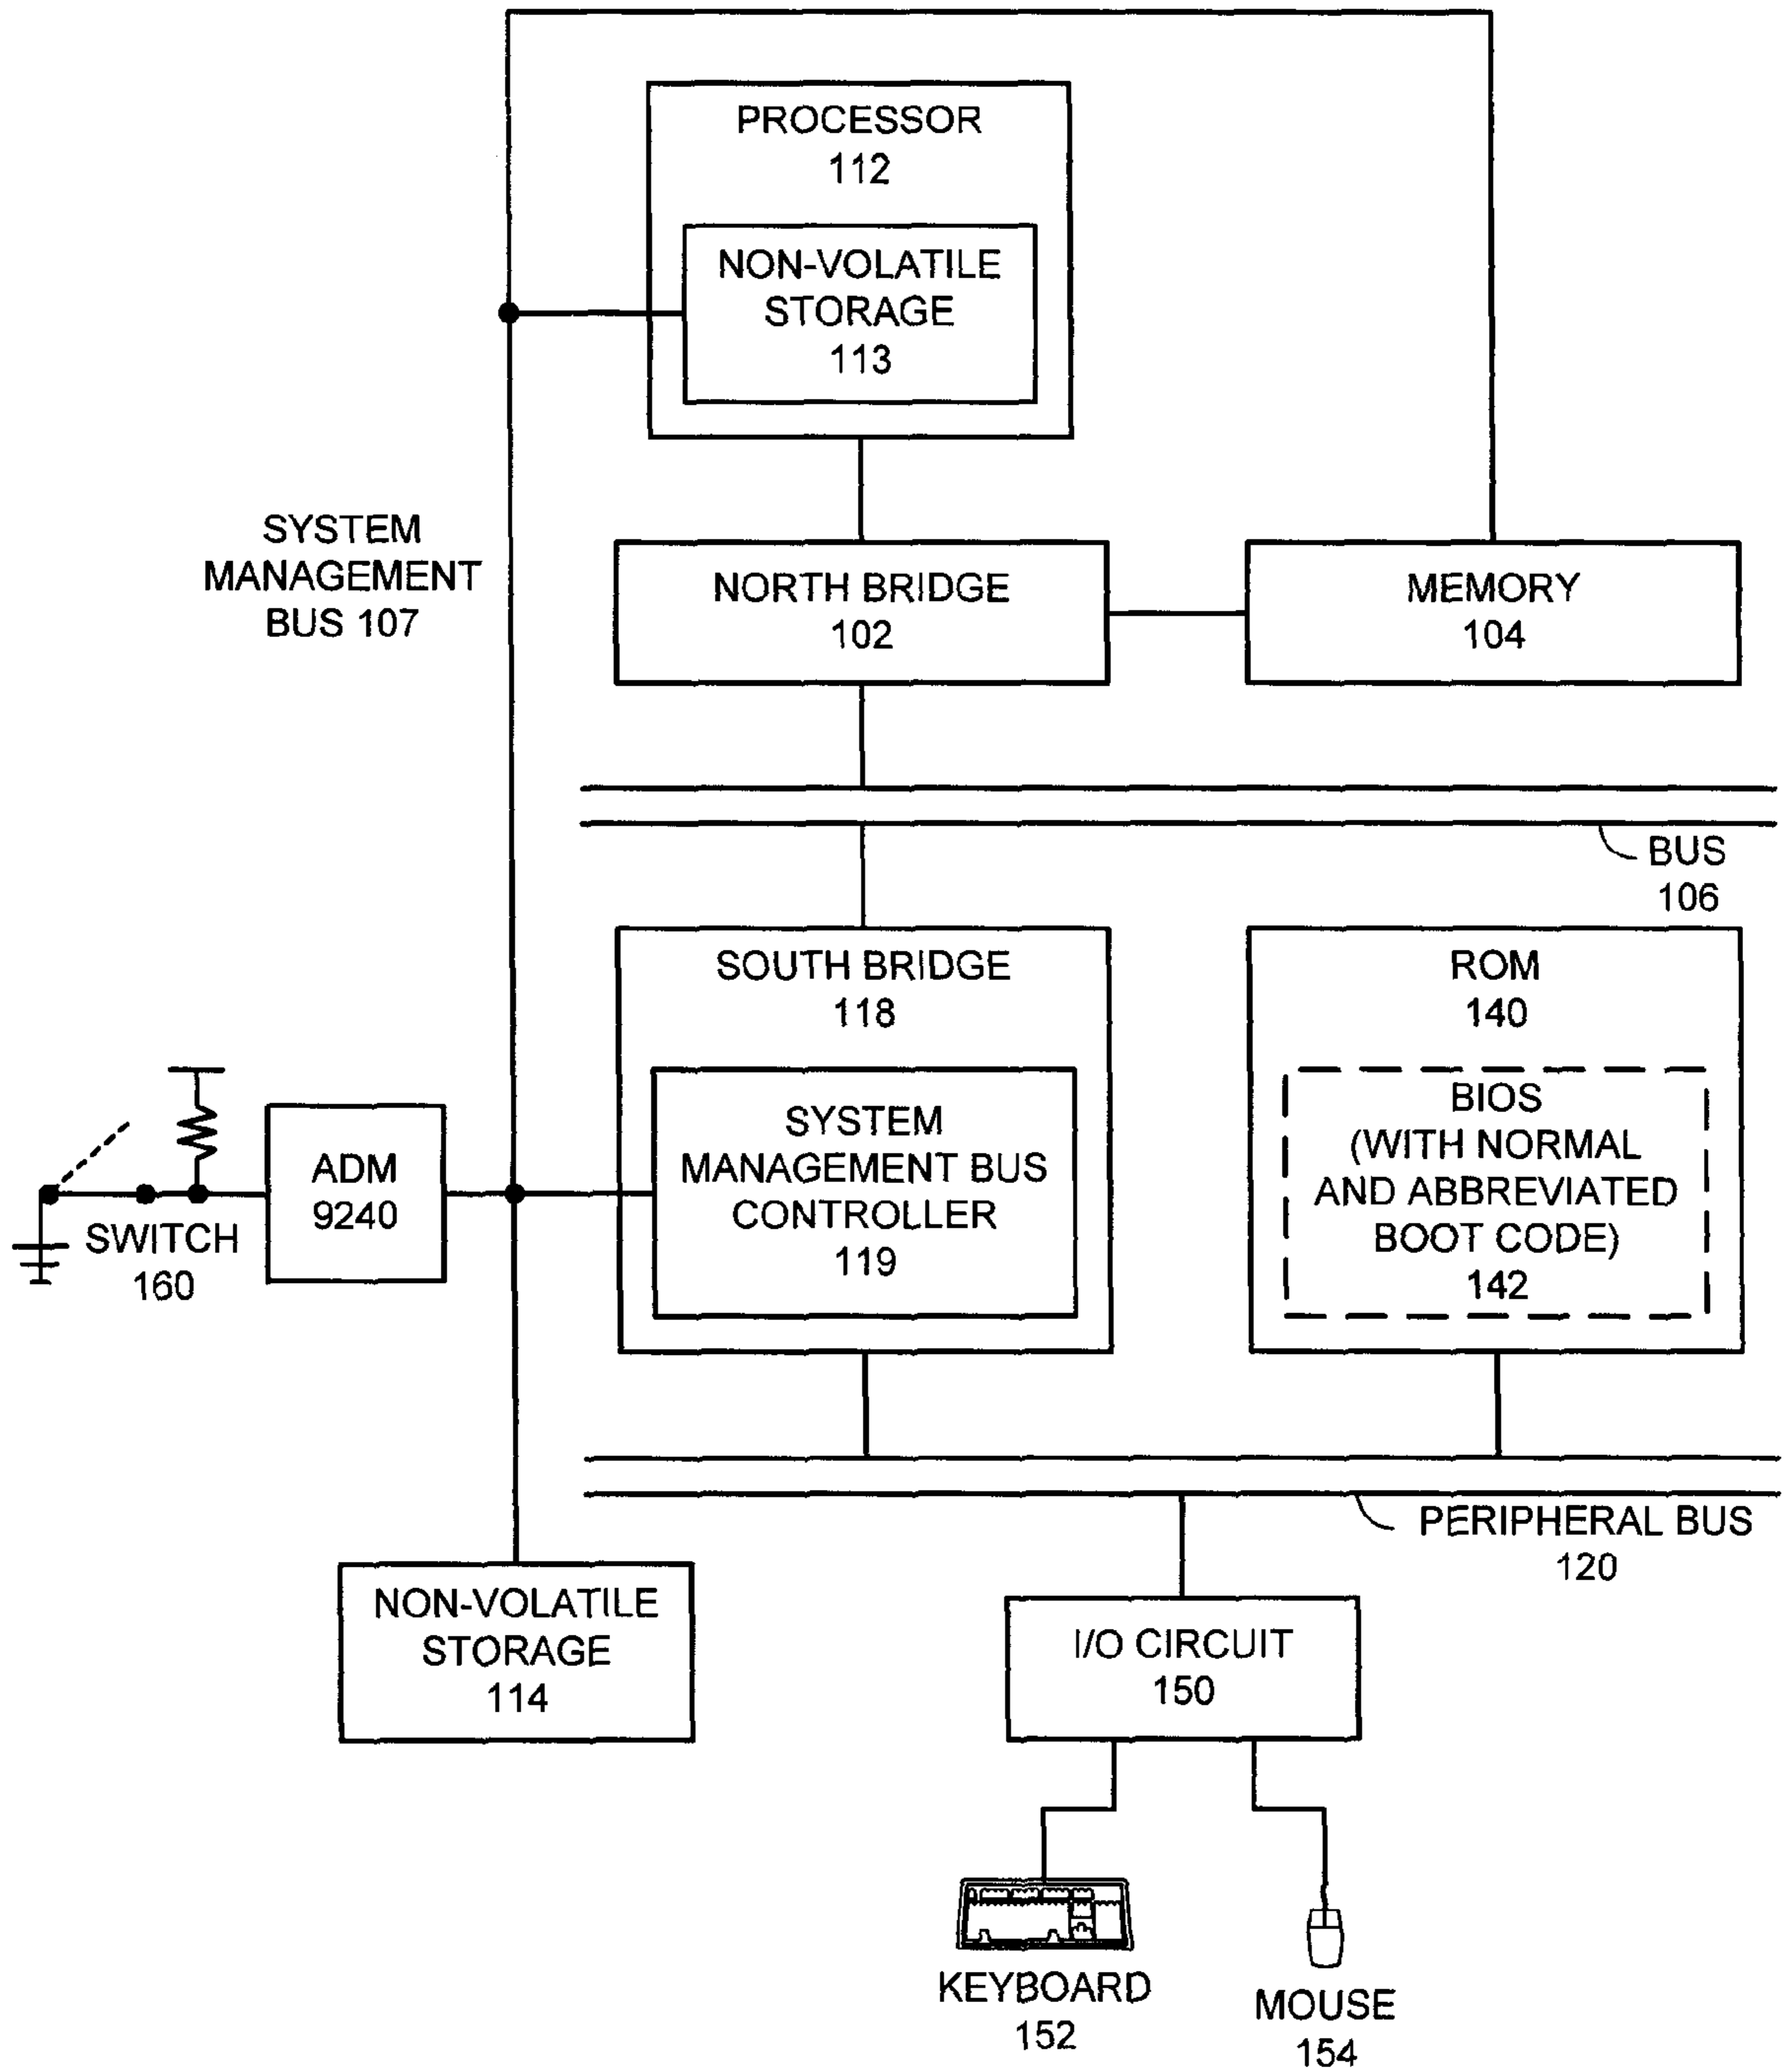 PROCESSOR
112
NON-VOLATILE
STORAGE
113
SYSTEM
MANAGEMENT
BUS 107
NORTH BRIDGE
102
MEMORY
104
BUS
106
SOUTH BRIDGE
118
SYSTEM
MANAGEMENT BUS
CONTROLLER
119
ROM
140
BIOS
(WITH NORMAL
AND ABBREVIATED
BOOT CODE)
142
ADM
9240
SWITCH
160
PERIPHERAL BUS
120
NON-VOLATILE
STORAGE
114
I/O CIRCUIT
150
KEYBOARD
152
MOUSE
154